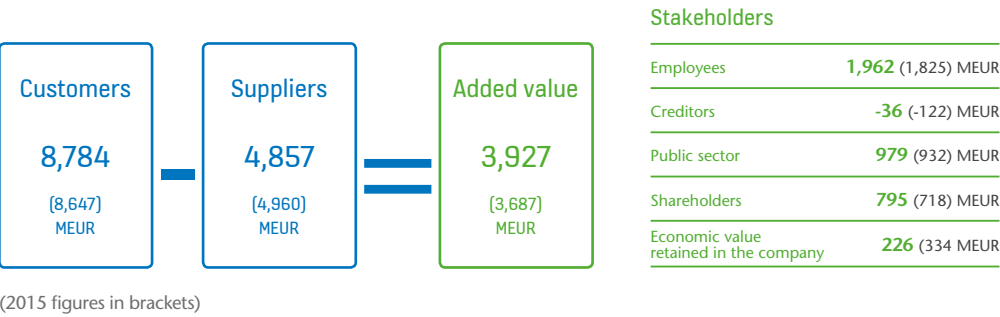 Stakeholders
Customers
8,784
(8,647)
MEUR
Suppliers
4,857
(4,960)
MEUR
Added value
3,927
(3,687)
MEUR
Employees 1,962 (1,825) MEUR
Creditors -36 (-122) MEUR
Public sector 979 (932) MEUR
Shareholders 795 (718) MEUR
Economic value
retained in the company 226 (334 MEUR
(2015 figures in brackets)